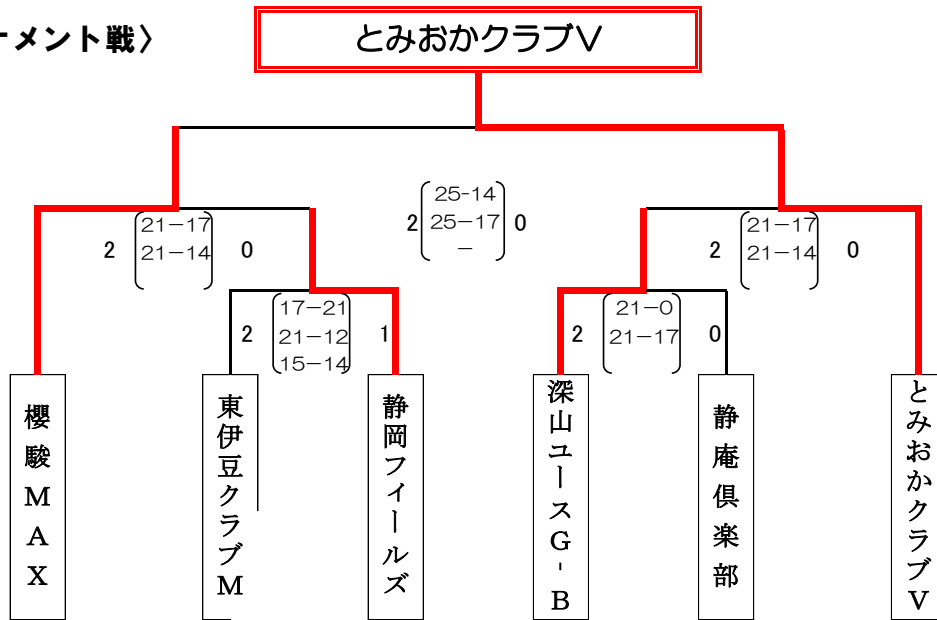 ナメント戦〉
とみおかクラブV
2 25-14 0
25-17
-
2 21-17 0
21-14
2 21-17 0
21-14
2 17-21 1
21-12
15-14
2 21-0 0
21-17
櫻駿MAX
東伊豆クラブM
静岡フィールズ
深山ユースG-B
静庵倶楽部
とみおかクラブV